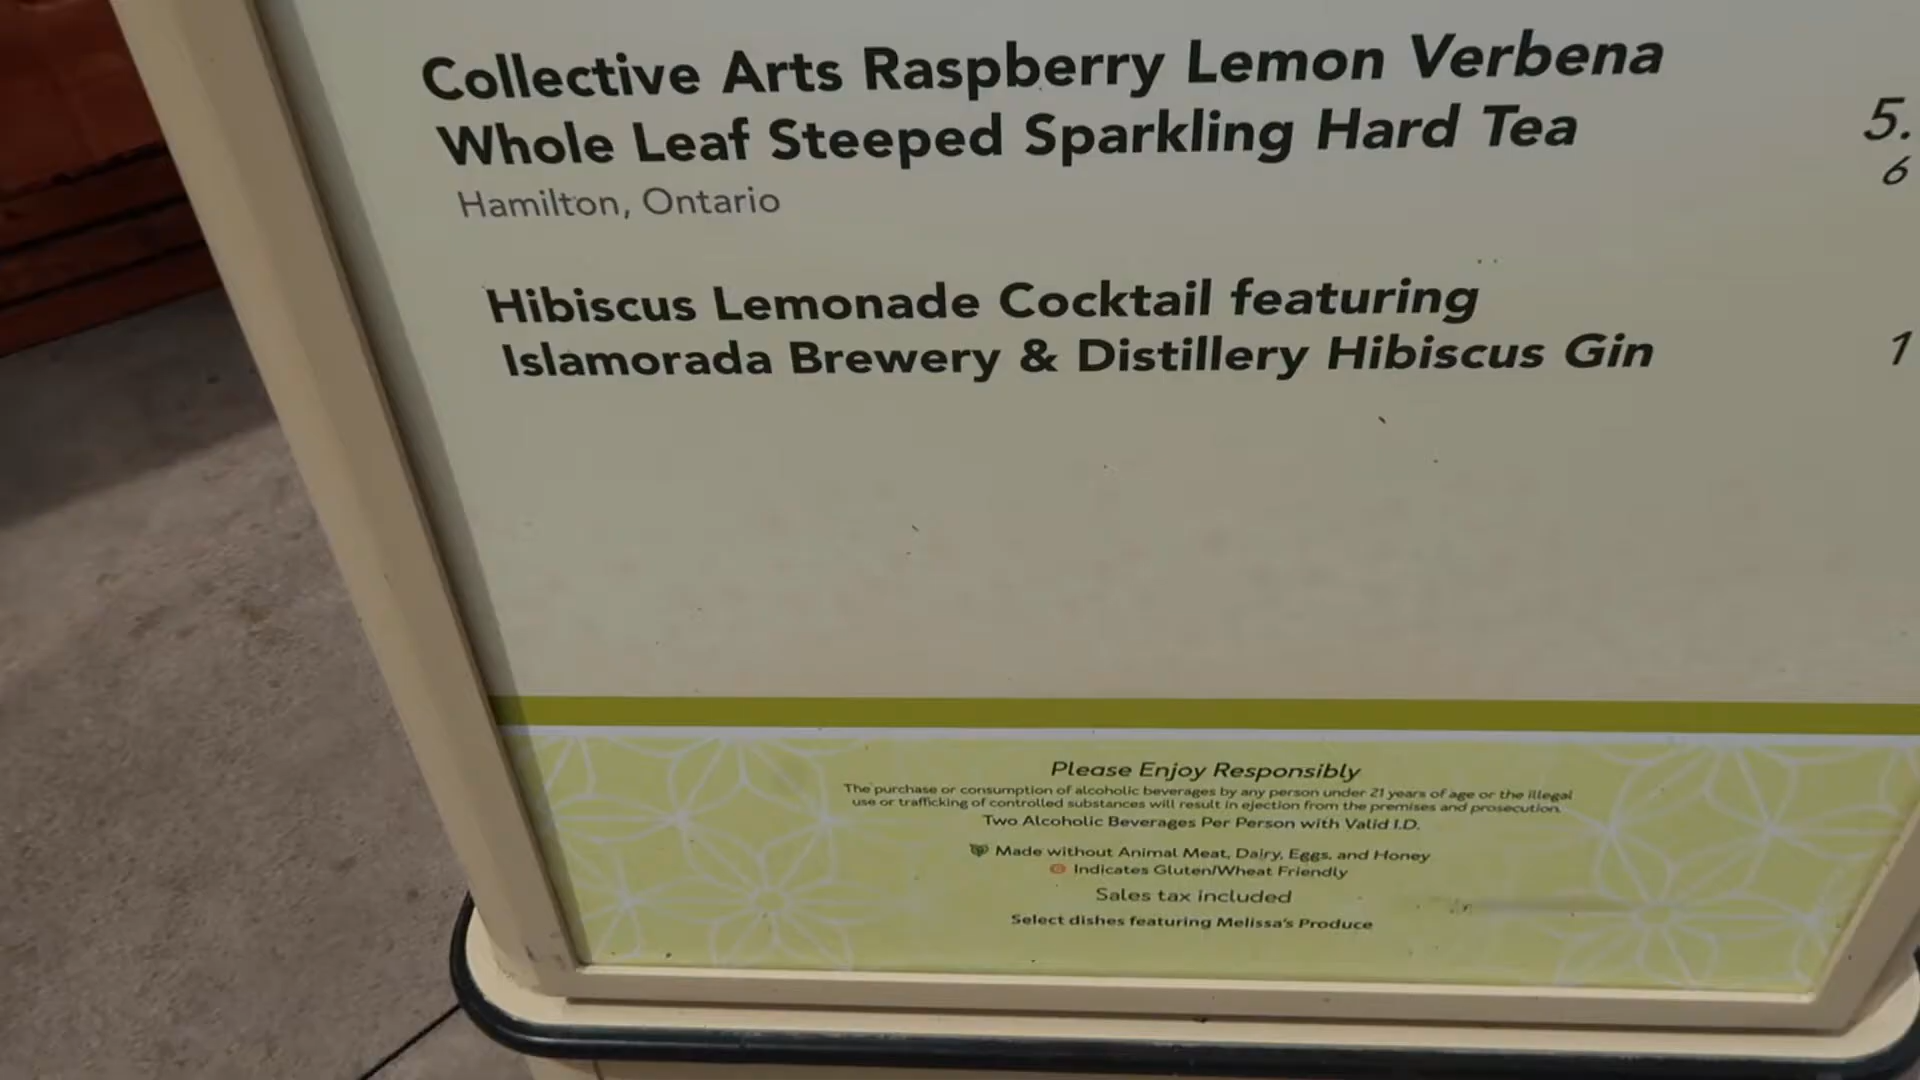 Collective Arts Raspberry Lemon Verbena
Whole Leaf Steeped Sparkling Hard Tea
5.
6
Hamilton, Ontario
Hibiscus Lemonade Cocktail featuring
Islamorada Brewery & Distillery Hibiscus Gin
1
Please Enjoy Responsibly
The purchase or consumption of alcoholic beverages by any person under 21 years of age or the illegal
use or trafficking of controlled substances will result in ejection from the premises and prosecution.
Two Alcoholic Beverages Per Person with Valid I.D.
Made without Animal Meat, Dairy, Eggs, and Honey
Indicates Gluten/Wheat Friendly
Sales tax included
Select dishes featuring Melissa's Produce